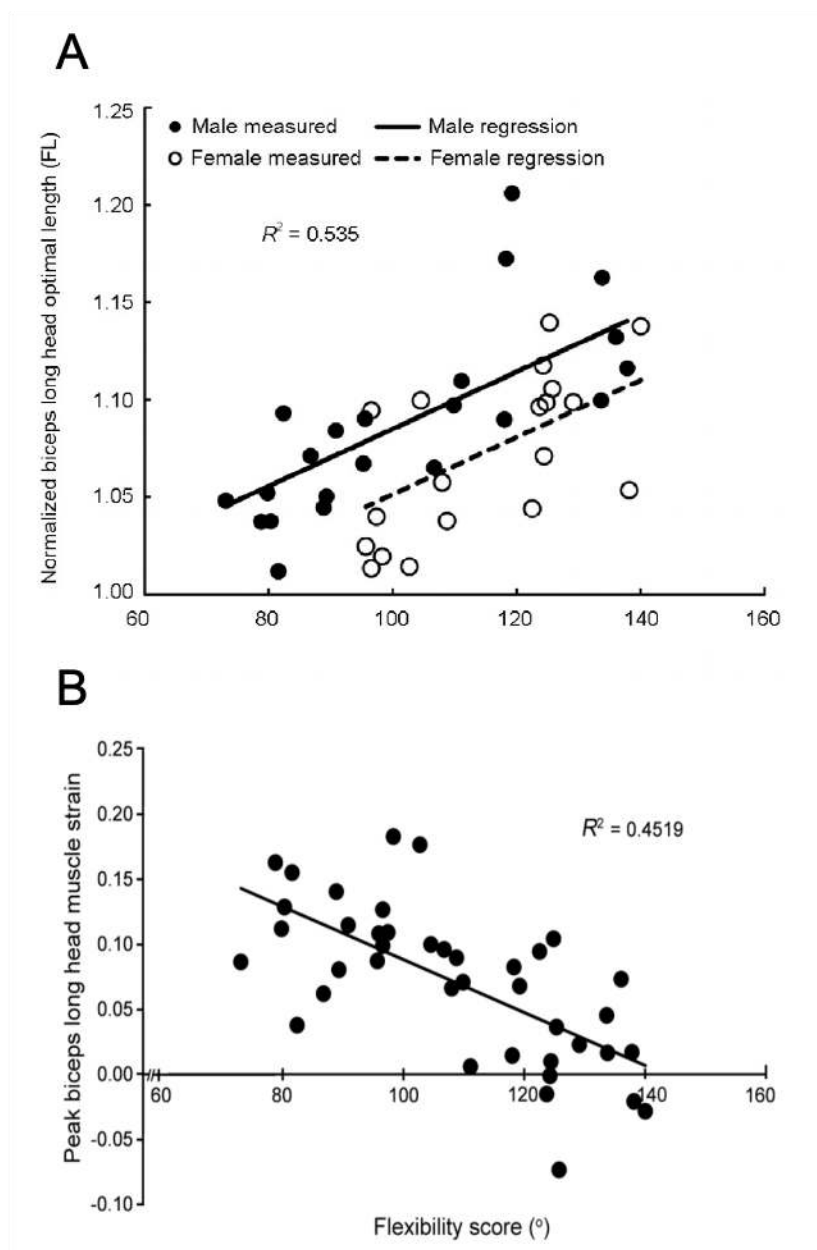 A
Normalized biceps long head optimal length (FL)
1.25
Male measured
Male regression
Female measured
Female regression
1.20
R² = 0.535
1.15
1.10
1.05
1.00
60 80 100 120 140 160
B
Peak biceps long head muscle strain
0.25
0.20
R² = 0.4519
0.15
0.10
0.05
0.00
60 80 100 120 140 160
-0.05
-0.10
Flexibility score (°)